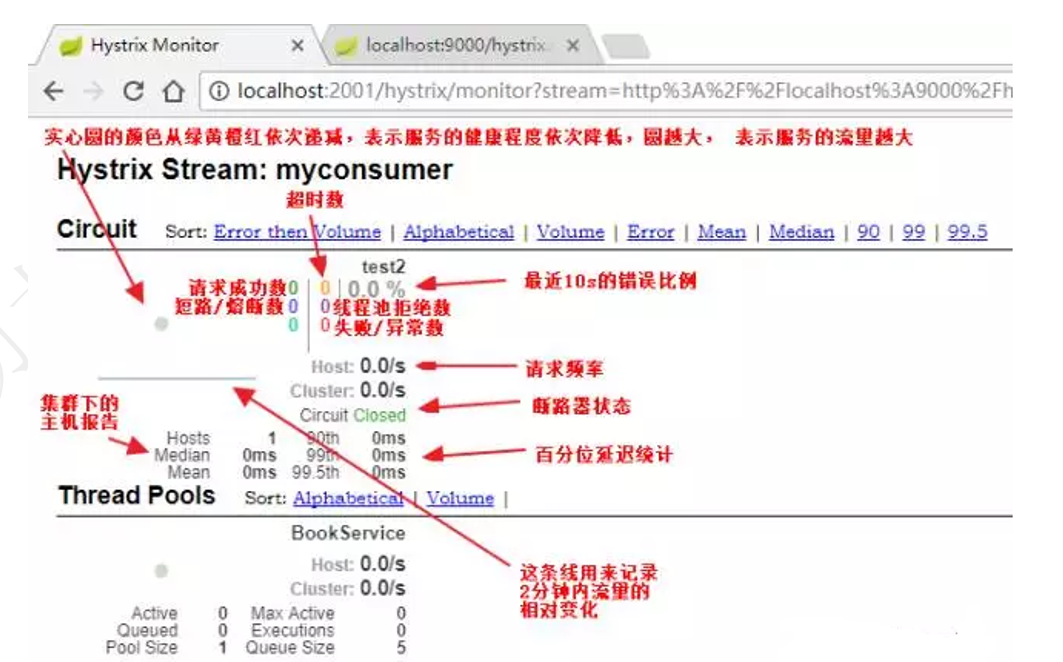 Hystrix Monitor
localhost:9000/hystrix.
localhost:2001/hystrix/monitor?stream=http%3A%2F%2Flocalhost%3A9000%2Fh
实心圆的颜色从绿黄橙红依次递减，表示服务的健康程度依次降低，圆越大， 表示服务的流里越大
Hystrix Stream: myconsumer
超时数
Circuit Sort: Error then Volume | Alphabetical | Volume | Error | Mean | Median | 90 | 99 | 99.5
test2
请求成功数0 | 0 | 0.0 % 最近10s的错误比例
短路/熔断数 0 0线程池拒绝数
0 0 失败/异常数
Host: 0.0/s 请求频率
Cluster: 0.0/s
Circuit Closed 断路器状态
集群下的
主机报告
Hosts 1 90th 0ms
Median 0ms 99th 0ms 百分位延迟统计
Mean 0ms 99.5th 0ms
Thread Pools Sort: Alphabetical | Volume |
BookService
Host: 0.0/s
Cluster: 0.0/s
这条线用来记录
2分钟内流里的
相对变化
Active 0 Max Active 0
Queued 0 Executions 0
Pool Size 1 Queue Size 5